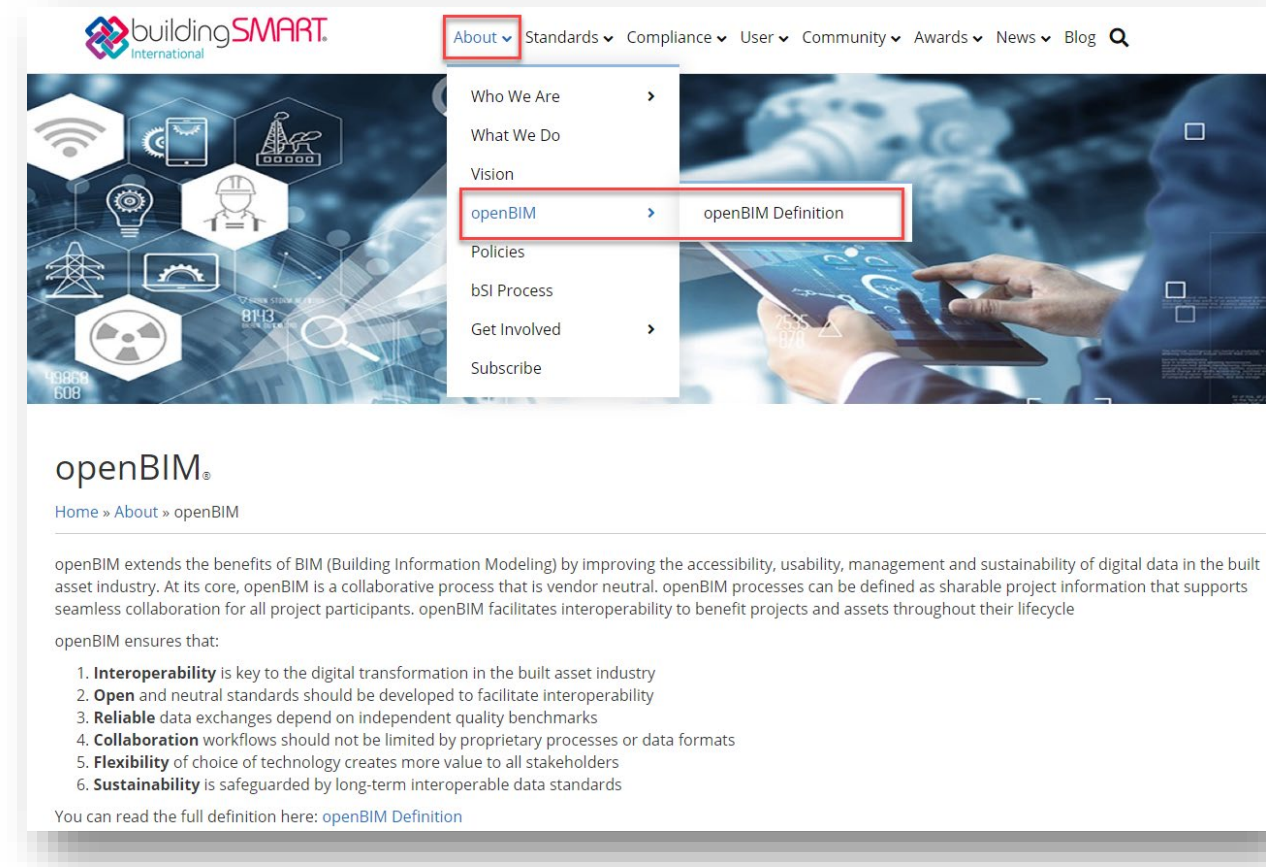 buildingSMART®
International
About Standards Compliance User Community Awards News Blog
Who We Are
What We Do
Vision
openBIM
openBIM Definition
Policies
bSI Process
Get Involved
Subscribe
8143
49868
608
2535
878
openBIM®
Home » About » openBIM
openBIM extends the benefits of BIM (Building Information Modeling) by improving the accessibility, usability, management and sustainability of digital data in the built
asset industry. At its core, openBIM is a collaborative process that is vendor neutral. openBIM processes can be defined as sharable project information that supports
seamless collaboration for all project participants. openBIM facilitates interoperability to benefit projects and assets throughout their lifecycle
openBIM ensures that:
1. Interoperability is key to the digital transformation in the built asset industry
2. Open and neutral standards should be developed to facilitate interoperability
3. Reliable data exchanges depend on independent quality benchmarks
4. Collaboration workflows should not be limited by proprietary processes or data formats
5. Flexibility of choice of technology creates more value to all stakeholders
6. Sustainability is safeguarded by long-term interoperable data standards
You can read the full definition here: openBIM Definition